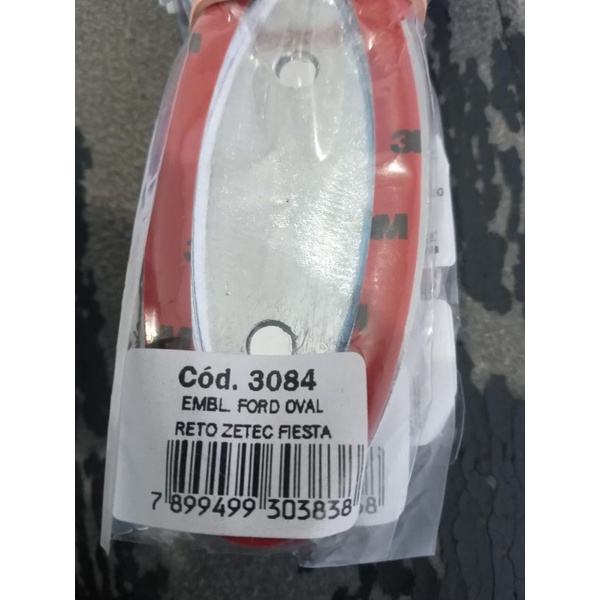 3M
Cód. 3084
EMBL. FORD OVAL
RETO ZETEC FIESTA
7 899499 303838